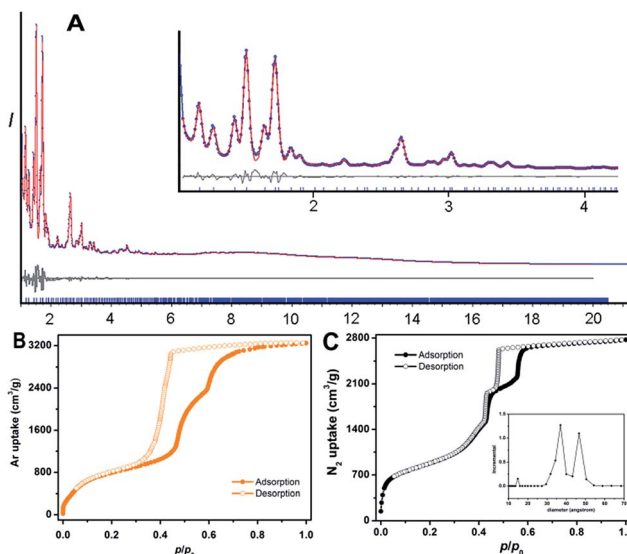 A
I
2 3 4
2 4 6 8 10 12 14 16 18 20
B
Ar uptake (cm³/g)
3200
2400
1600
800
0
Adsorption
Desorption
0.0 0.2 0.4 0.6 0.8 1.0
C
N₂ uptake (cm³/g)
2800
2100
1400
700
0
Adsorption
Desorption
Incremental
1.5
1.0
0.5
0.0
10 20 30 40 50 60 70
diameter (angstrom)
0.0 0.2 0.4 0.6 0.8 1.0
p/p₀